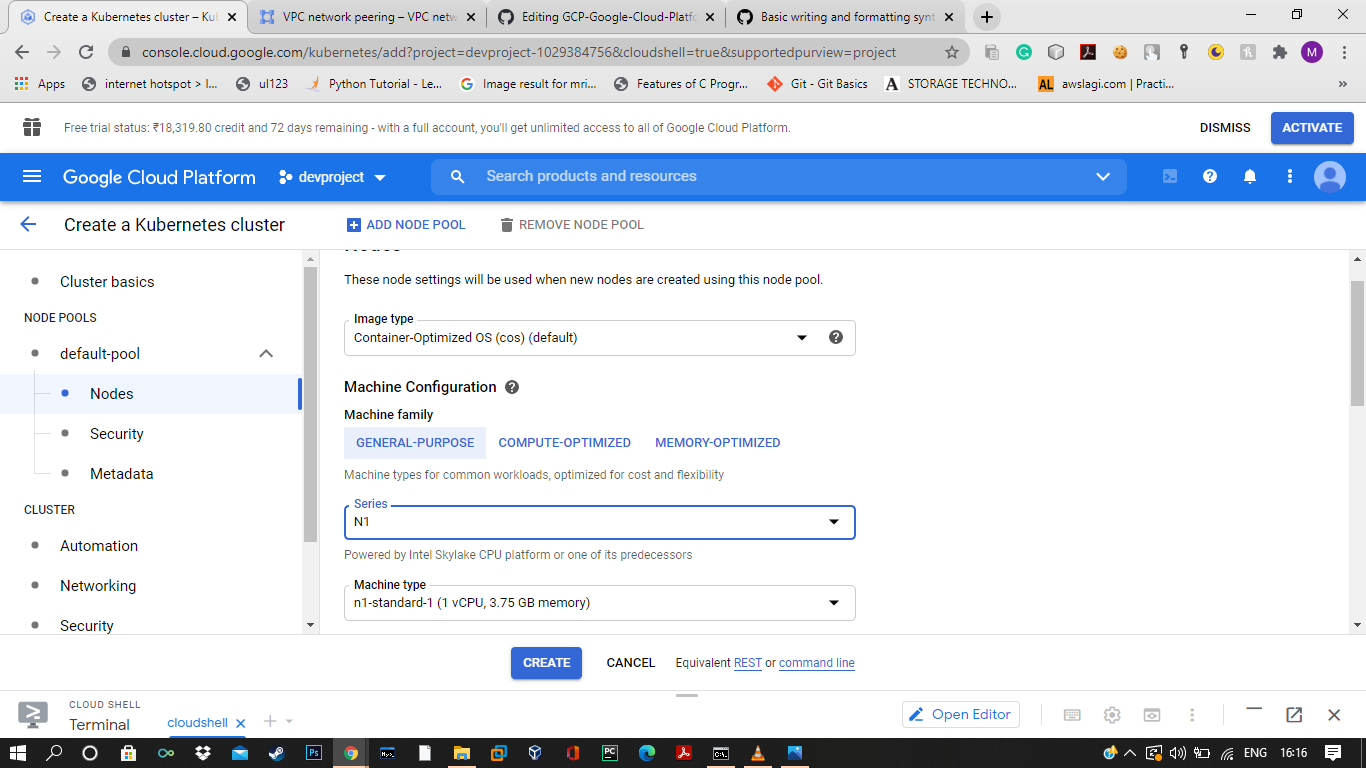 Create a Kubernetes cluster – Ku
VPC network peering – VPC netw
Editing GCP-Google-Cloud-Platfo
Basic writing and formatting synt
console.cloud.google.com/kubernetes/add?project=devproject-1029384756&cloudshell=true&supportedpurview=project
M
Apps
internet hotspot > I...
ul123
Python Tutorial - Le...
Image result for mri...
Features of C Progr...
Git - Git Basics
STORAGE TECHNO...
awslagi.com | Practi...
Free trial status: ₹18,319.80 credit and 72 days remaining - with a full account, you'll get unlimited access to all of Google Cloud Platform.
DISMISS
ACTIVATE
Google Cloud Platform
devproject
Search products and resources
Create a Kubernetes cluster
ADD NODE POOL
REMOVE NODE POOL
Cluster basics
NODE POOLS
default-pool
Nodes
Security
Metadata
CLUSTER
Automation
Networking
Security
Nodes
These node settings will be used when new nodes are created using this node pool.
Image type
Container-Optimized OS (cos) (default)
Machine Configuration
Machine family
GENERAL-PURPOSE COMPUTE-OPTIMIZED MEMORY-OPTIMIZED
Machine types for common workloads, optimized for cost and flexibility
Series
N1
Powered by Intel Skylake CPU platform or one of its predecessors
Machine type
n1-standard-1 (1 vCPU, 3.75 GB memory)
CREATE
CANCEL
Equivalent REST or command line
CLOUD SHELL
Terminal
cloudshell
Open Editor
ENG
16:16